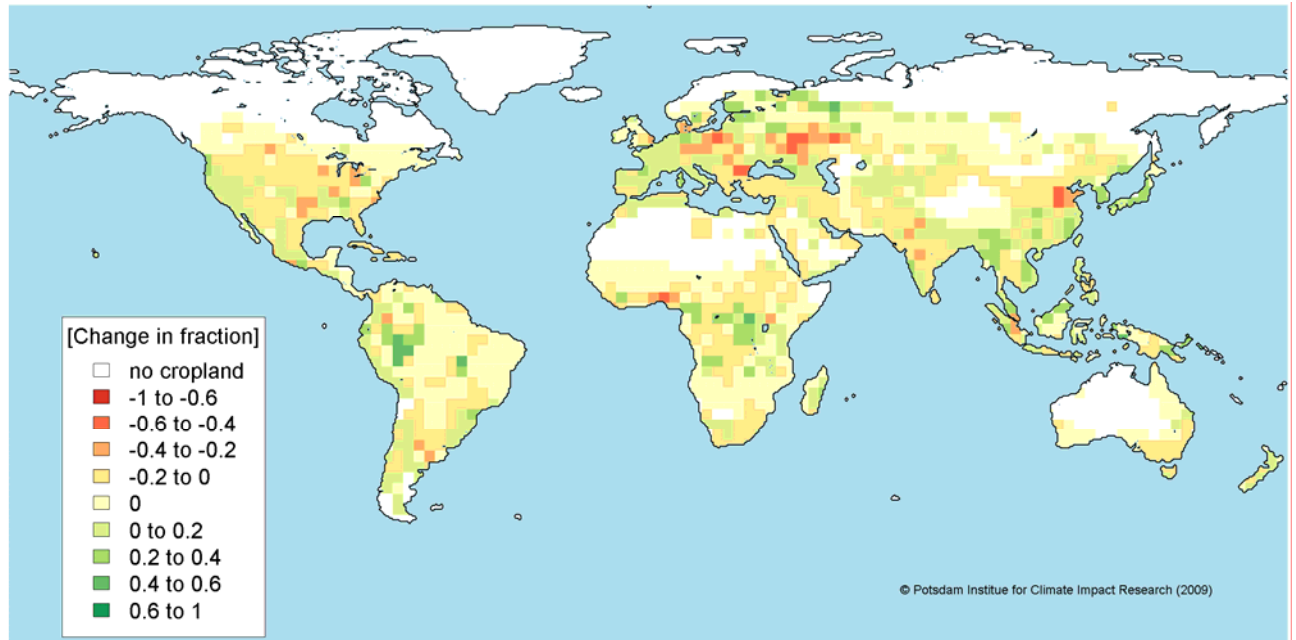 [Change in fraction]
no cropland
-1 to -0.6
-0.6 to -0.4
-0.4 to -0.2
-0.2 to 0
0
0 to 0.2
0.2 to 0.4
0.4 to 0.6
0.6 to 1
© Potsdam Institue for Climate Impact Research (2009)